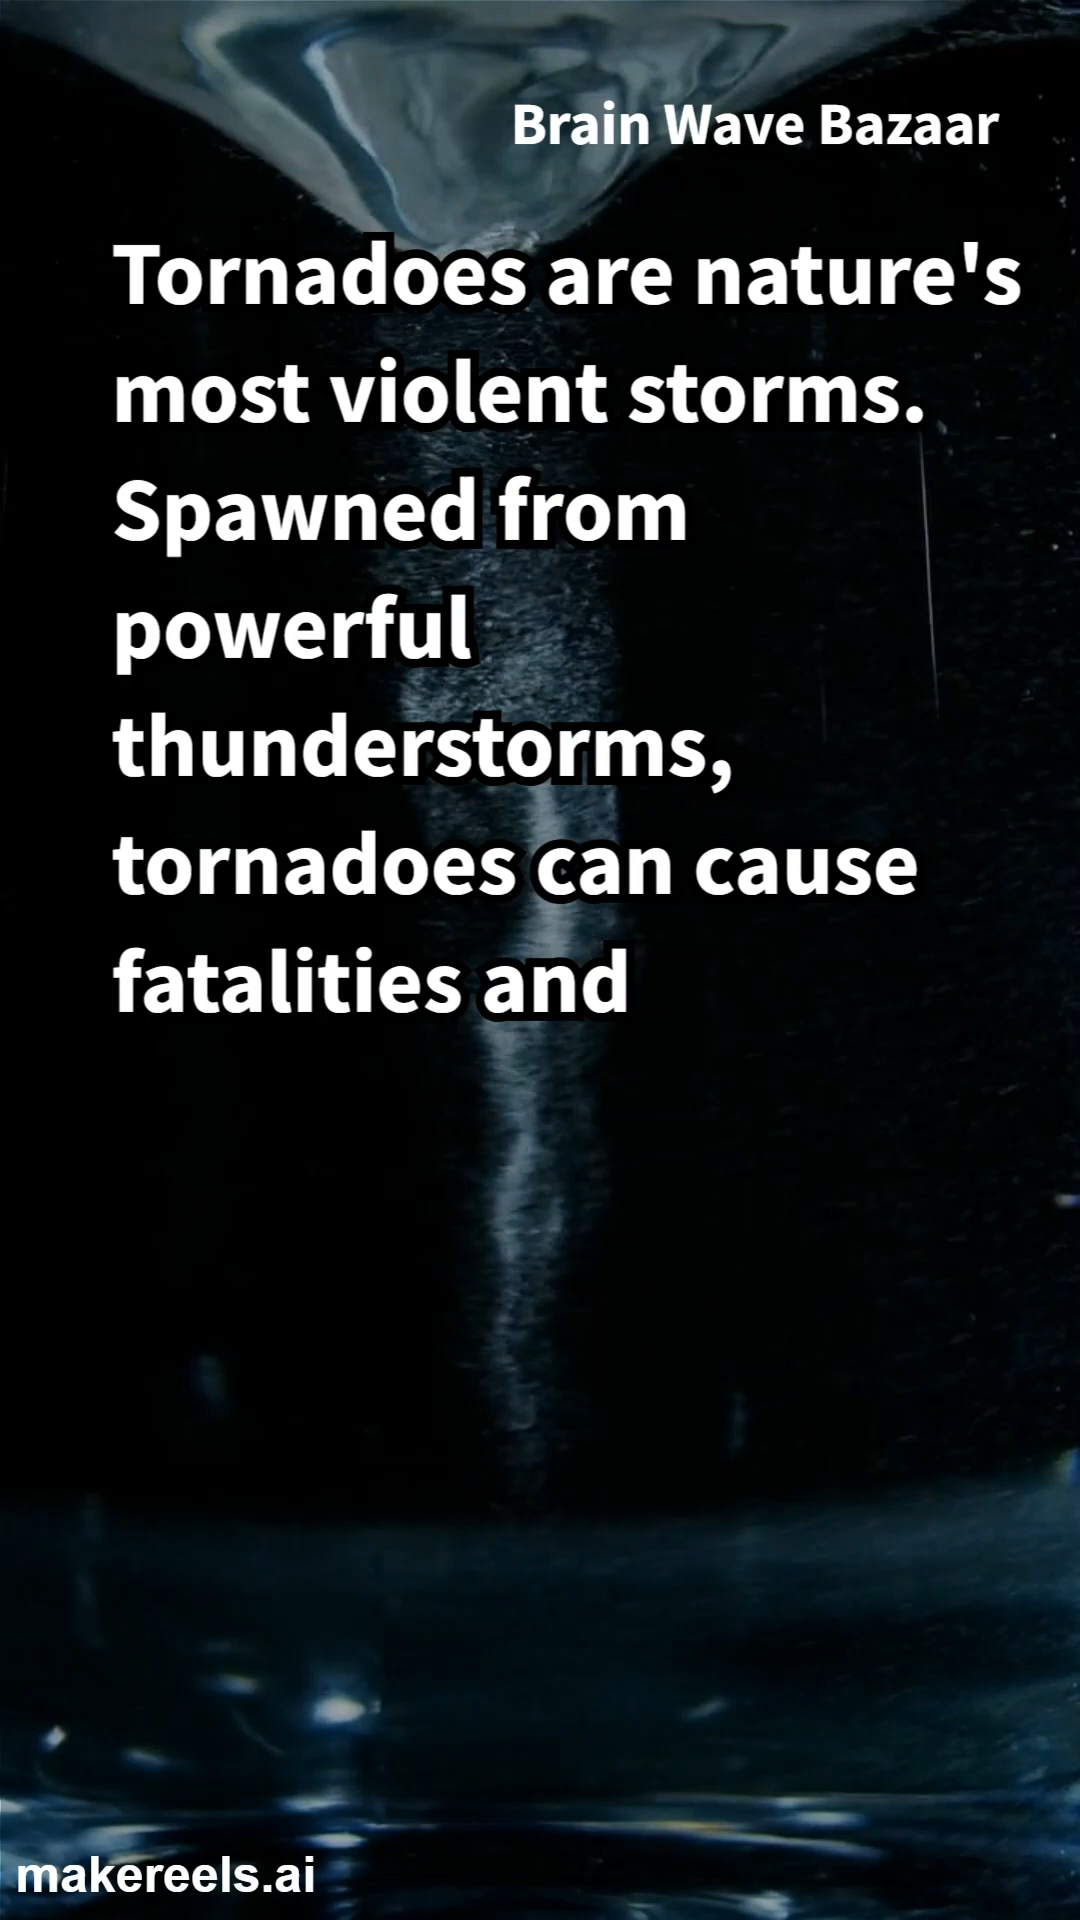 Brain Wave Bazaar
Tornadoes are nature's
most violent storms.
Spawned from
powerful
thunderstorms,
tornadoes can cause
fatalities and
makereels.ai